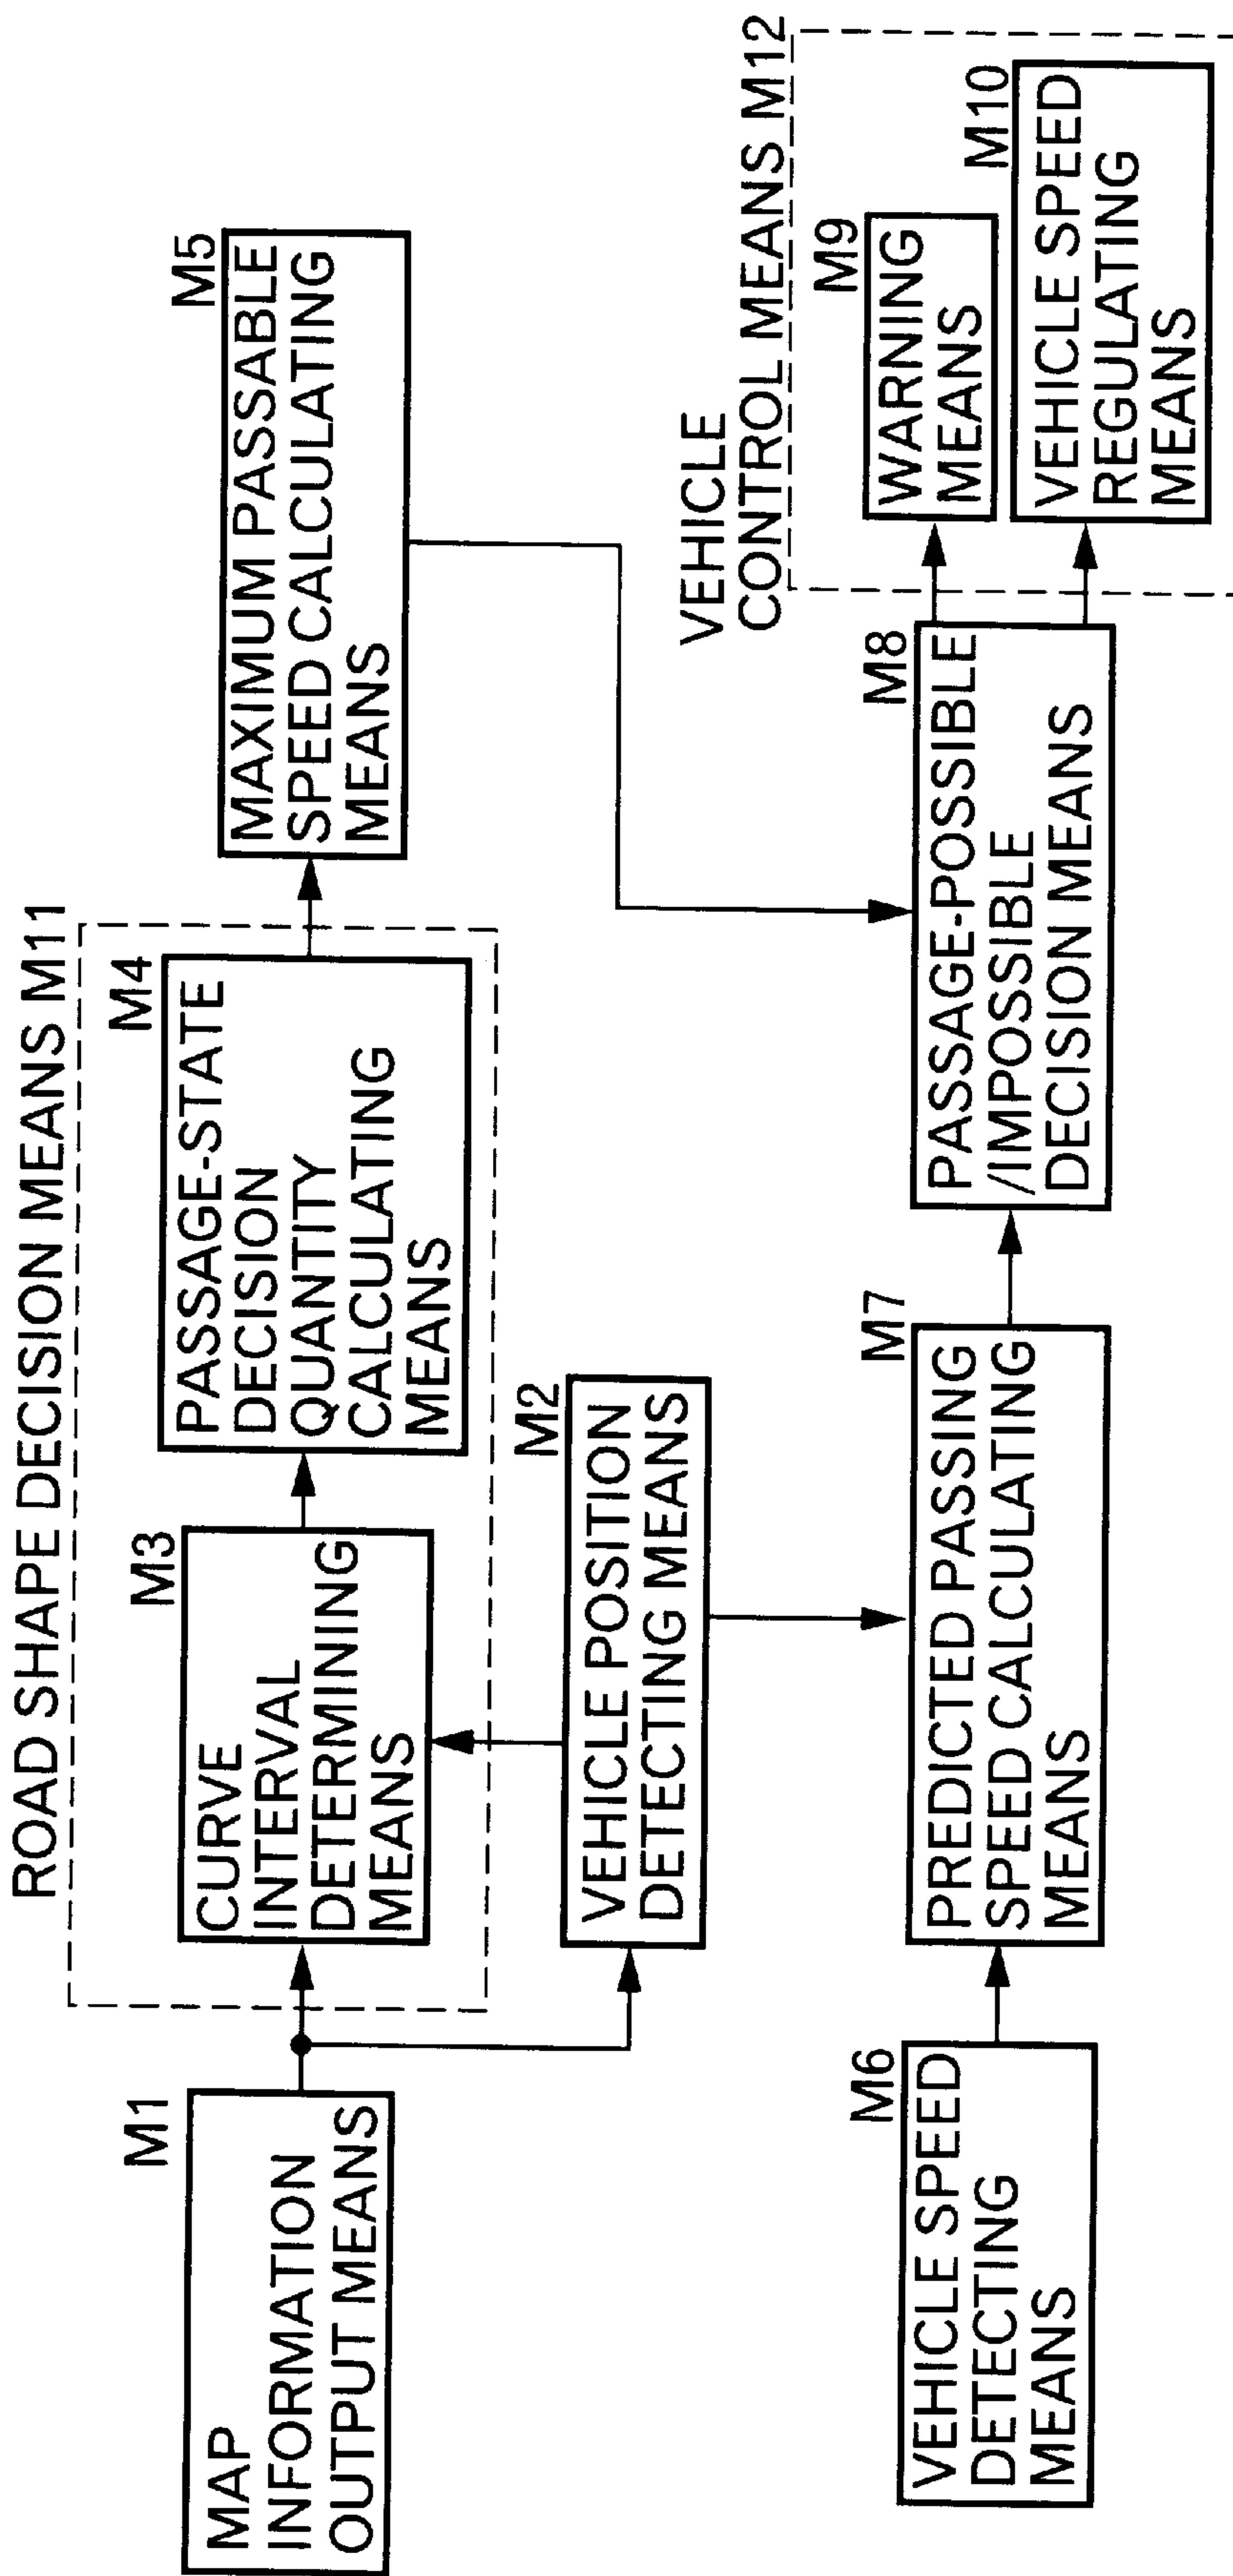 ROAD SHAPE DECISION MEANS M11
M1
MAP
INFORMATION
OUTPUT MEANS
M3
CURVE
INTERVAL
DETERMINING
MEANS
M4
PASSAGE-STATE
DECISION
QUANTITY
CALCULATING
MEANS
M5
MAXIMUM PASSABLE
SPEED CALCULATING
MEANS
M2
VEHICLE POSITION
DETECTING MEANS
M6
VEHICLE SPEED
DETECTING
MEANS
M7
PREDICTED PASSING
SPEED CALCULATING
MEANS
M8
PASSAGE-POSSIBLE
/IMPOSSIBLE
DECISION MEANS
VEHICLE
CONTROL MEANS M12
M9
WARNING
MEANS
M10
VEHICLE SPEED
REGULATING
MEANS